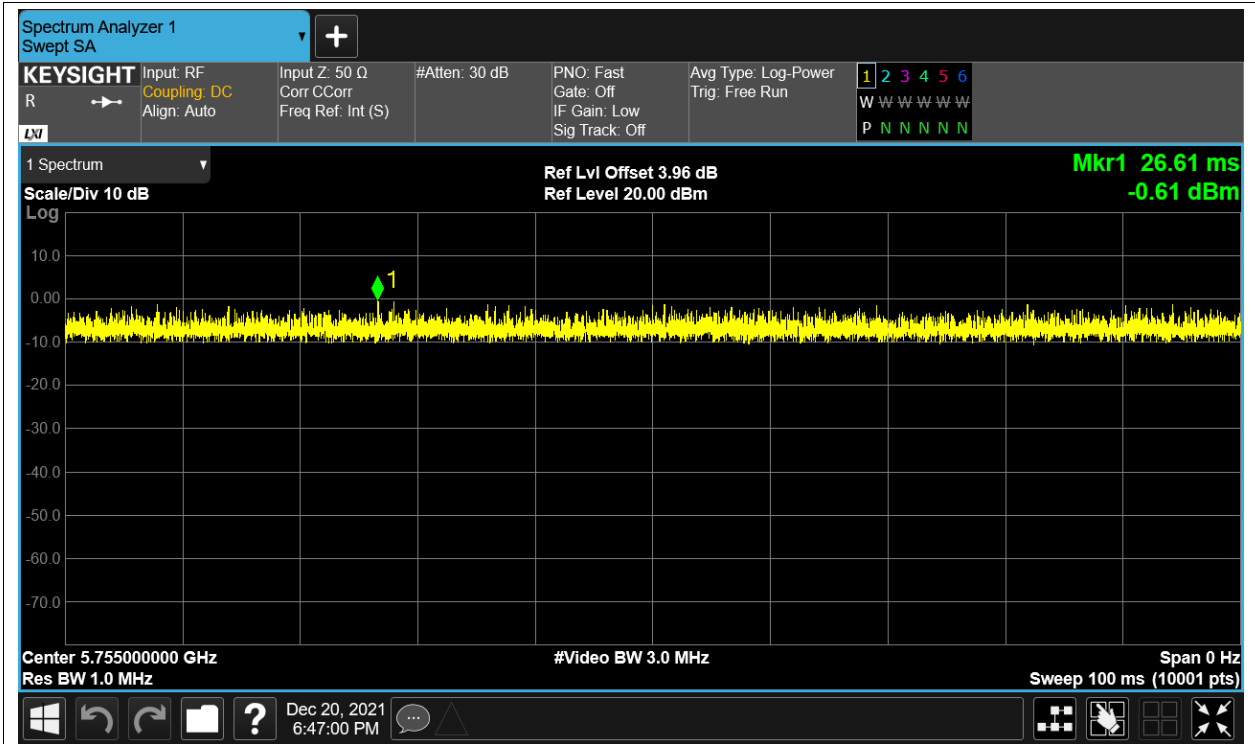 Spectrum Analyzer 1
Swept SA
+
KEYSIGHT
R
LXI
Input: RF
Coupling: DC
Align: Auto
Input Z: 50 Ω
Corr CCorr
Freq Ref: Int (S)
#Atten: 30 dB
PNO: Fast
Gate: Off
IF Gain: Low
Sig Track: Off
Avg Type: Log-Power
Trig: Free Run
1 2 3 4 5 6
W W W W W W
P N N N N N
1 Spectrum
Scale/Div 10 dB
Log
Ref Lvl Offset 3.96 dB
Ref Level 20.00 dBm
Mkr1 26.61 ms
-0.61 dBm
10.0
1
0.00
-10.0
-20.0
-30.0
-40.0
-50.0
-60.0
-70.0
Center 5.755000000 GHz
Res BW 1.0 MHz
#Video BW 3.0 MHz
Span 0 Hz
Sweep 100 ms (10001 pts)
?
Dec 20, 2021
6:47:00 PM